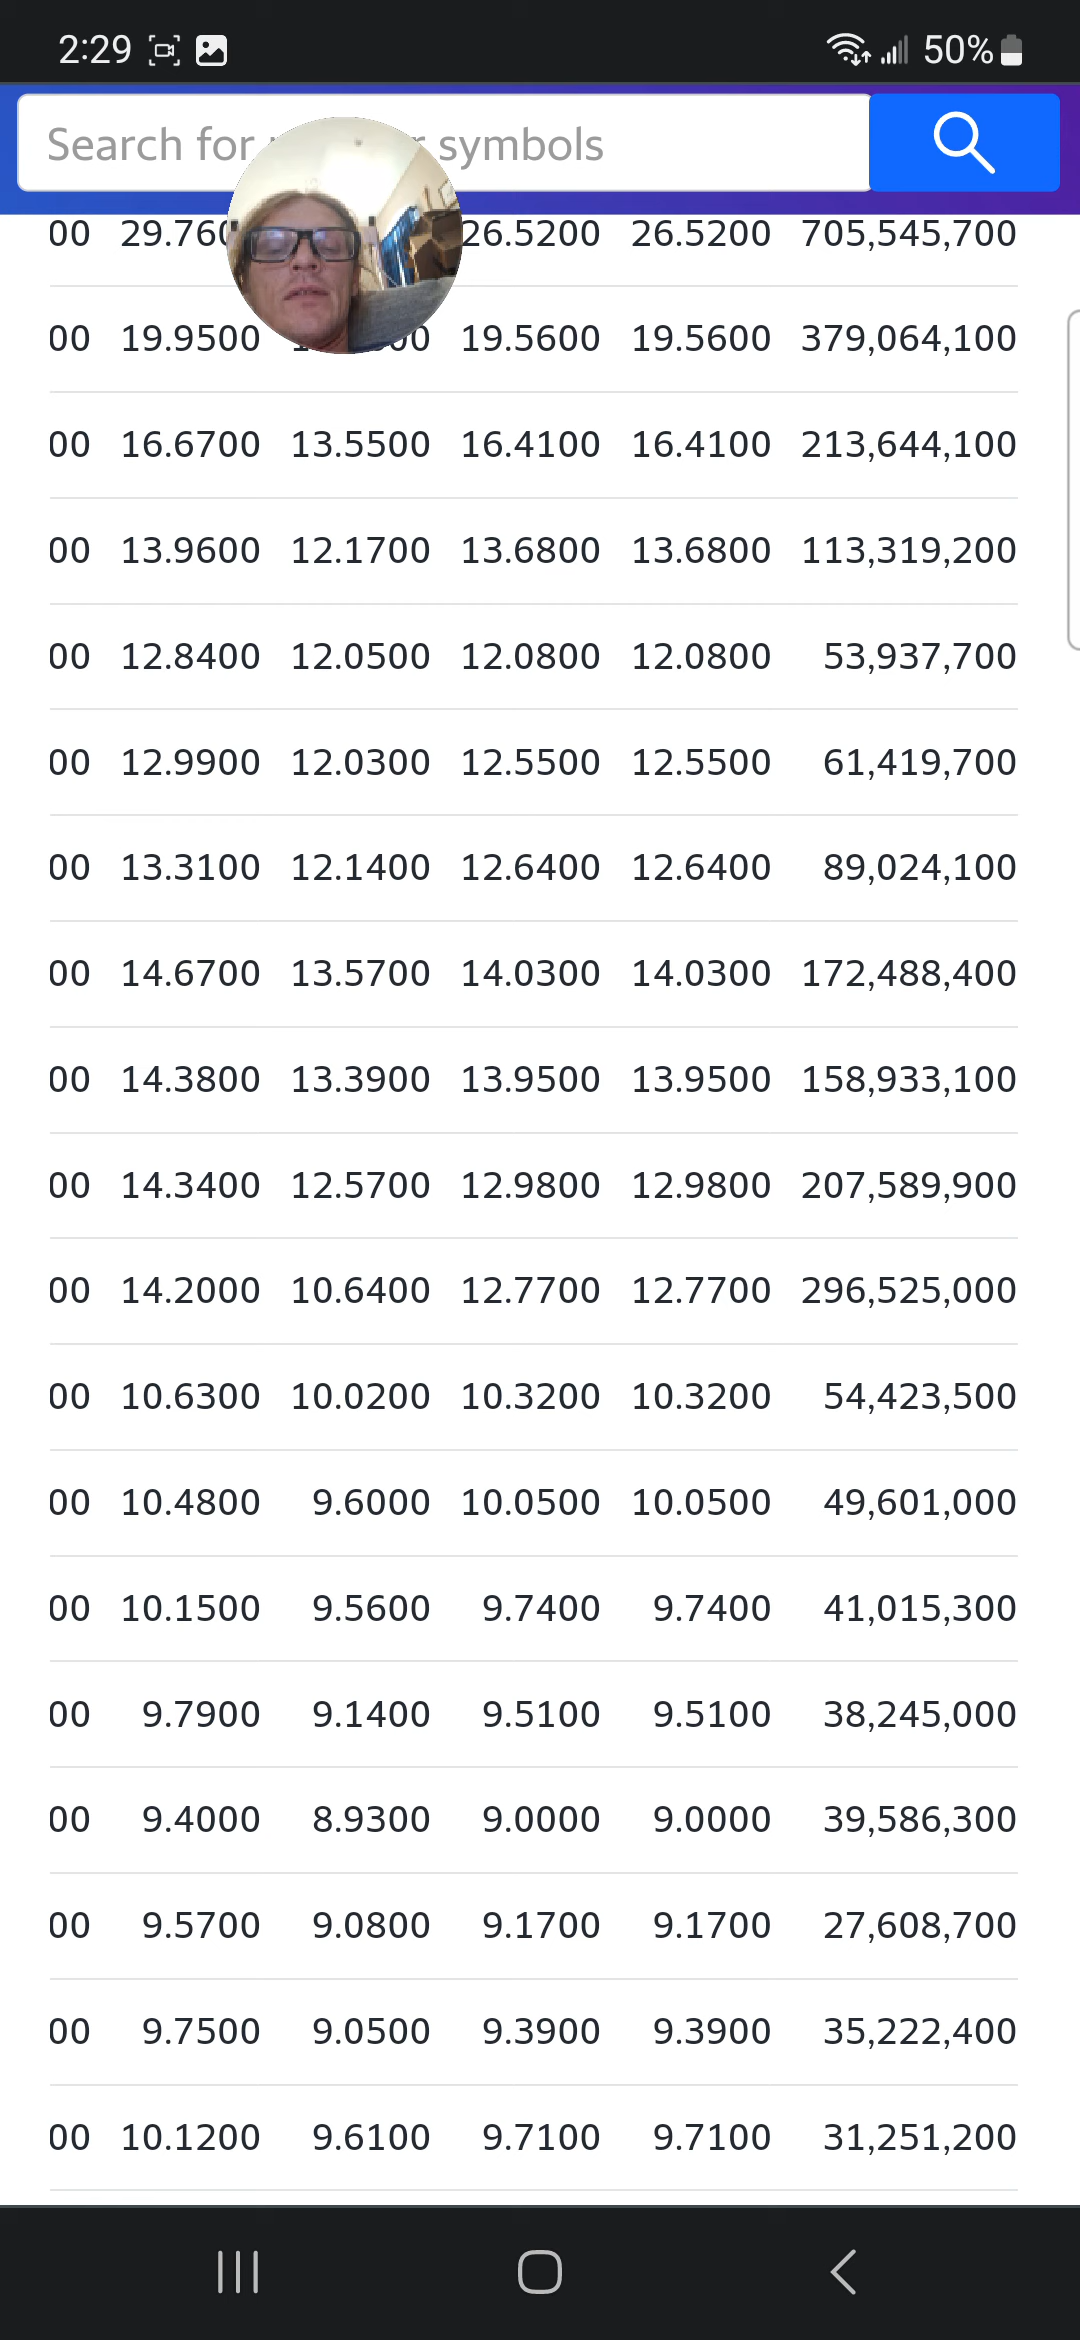 2:29 50%
Search for symbols
00 26.5200 26.5200 705,545,700
00 19.9500 19.5600 19.5600 379,064,100
00 16.6700 13.5500 16.4100 16.4100 213,644,100
00 13.9600 12.1700 13.6800 13.6800 113,319,200
00 12.8400 12.0500 12.0800 12.0800 53,937,700
00 12.9900 12.0300 12.5500 12.5500 61,419,700
00 13.3100 12.1400 12.6400 12.6400 89,024,100
00 14.6700 13.5700 14.0300 14.0300 172,488,400
00 14.3800 13.3900 13.9500 13.9500 158,933,100
00 14.3400 12.5700 12.9800 12.9800 207,589,900
00 14.2000 10.6400 12.7700 12.7700 296,525,000
00 10.6300 10.0200 10.3200 10.3200 54,423,500
00 10.4800 9.6000 10.0500 10.0500 49,601,000
00 10.1500 9.5600 9.7400 9.7400 41,015,300
00 9.7900 9.1400 9.5100 9.5100 38,245,000
00 9.4000 8.9300 9.0000 9.0000 39,586,300
00 9.5700 9.0800 9.1700 9.1700 27,608,700
00 9.7500 9.0500 9.3900 9.3900 35,222,400
00 10.1200 9.6100 9.7100 9.7100 31,251,200